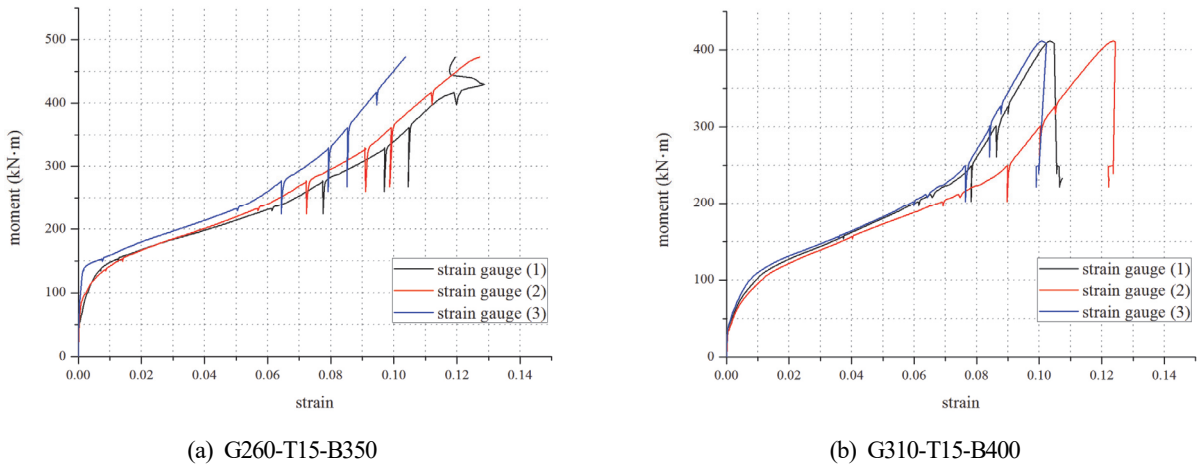 500
400
300
200
100
0
moment (kN·m)
strain gauge (1)
strain gauge (2)
strain gauge (3)
0.00 0.02 0.04 0.06 0.08 0.10 0.12 0.14
strain
(a) G260-T15-B350
400
300
200
100
0
moment (kN·m)
strain gauge (1)
strain gauge (2)
strain gauge (3)
0.00 0.02 0.04 0.06 0.08 0.10 0.12 0.14
strain
(b) G310-T15-B400